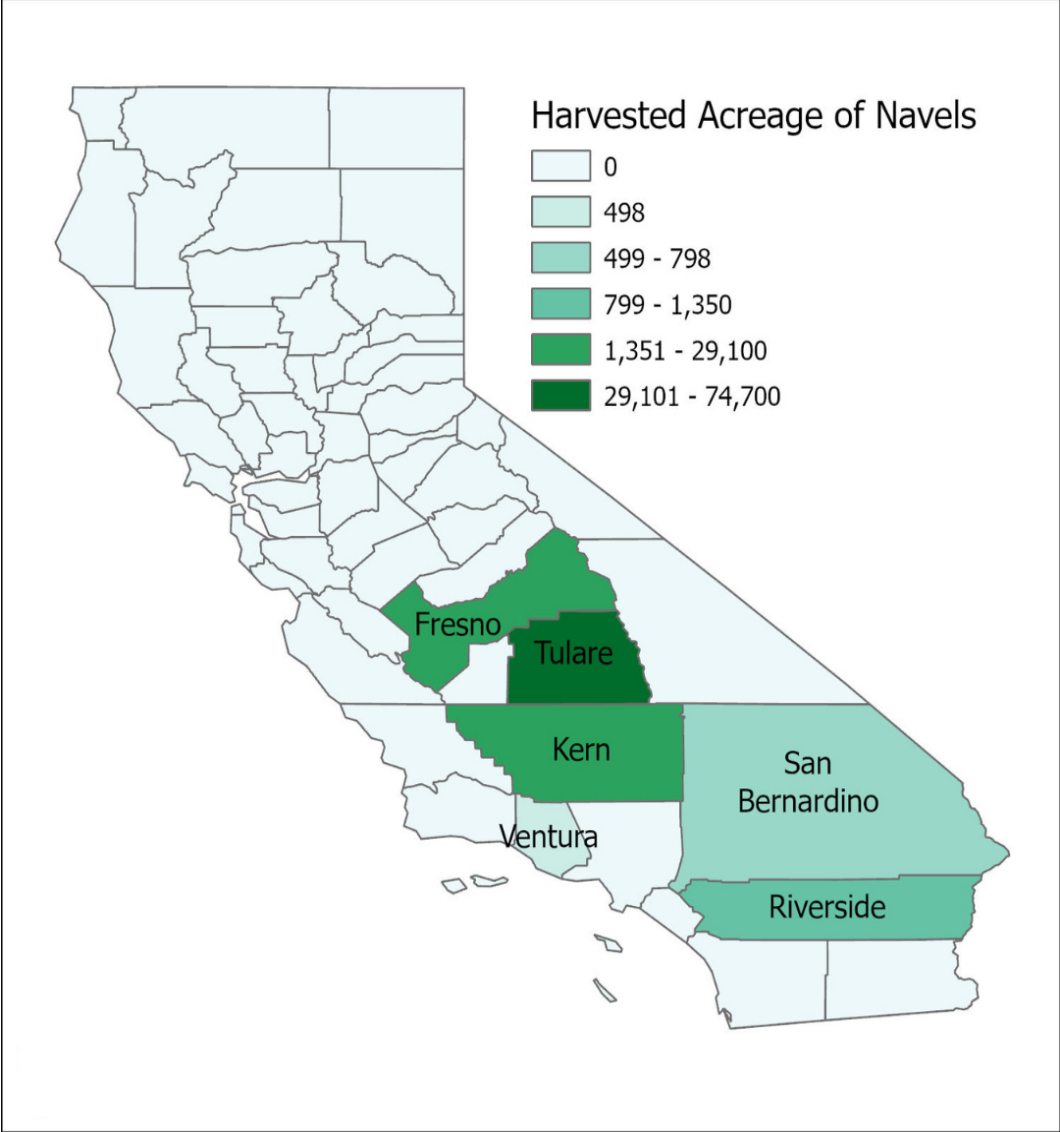 Harvested Acreage of Navels
0
498
499 - 798
799 - 1,350
1,351 - 29,100
29,101 - 74,700
Fresno
Tulare
Kern
San
Bernardino
Ventura
Riverside